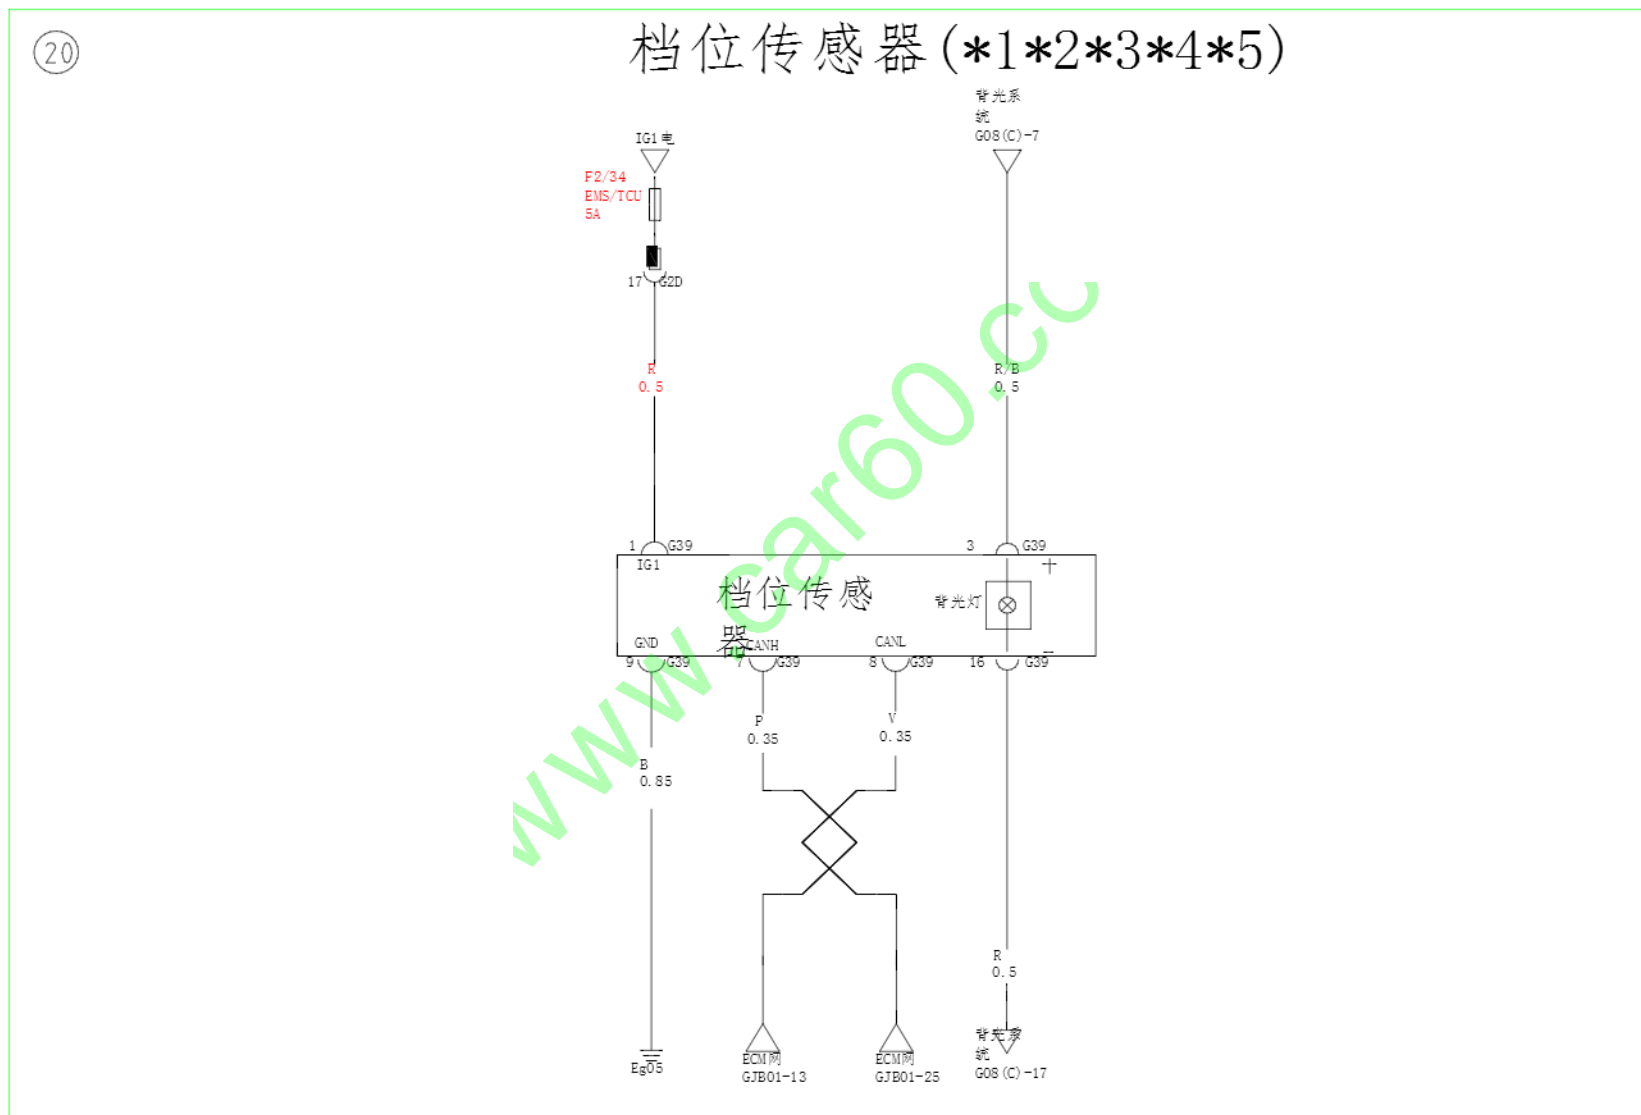 20
档位传感器(*1*2*3*4*5)
背光系
统
G08(C)-7
IG1电
F2/34
EMS/TCU
5A
17 G2D
R
0.5
R/B
0.5
1 G39
3 G39
IG1
+
档位传感
器
背光灯
GND
CANH
CANL
-
9 G39
7 G39
8 G39
16 G39
P
0.35
V
0.35
B
0.85
R
0.5
Eg05
ECM网
GJB01-13
ECM网
GJB01-25
背光系
统
G08(C)-17
www.car60.co